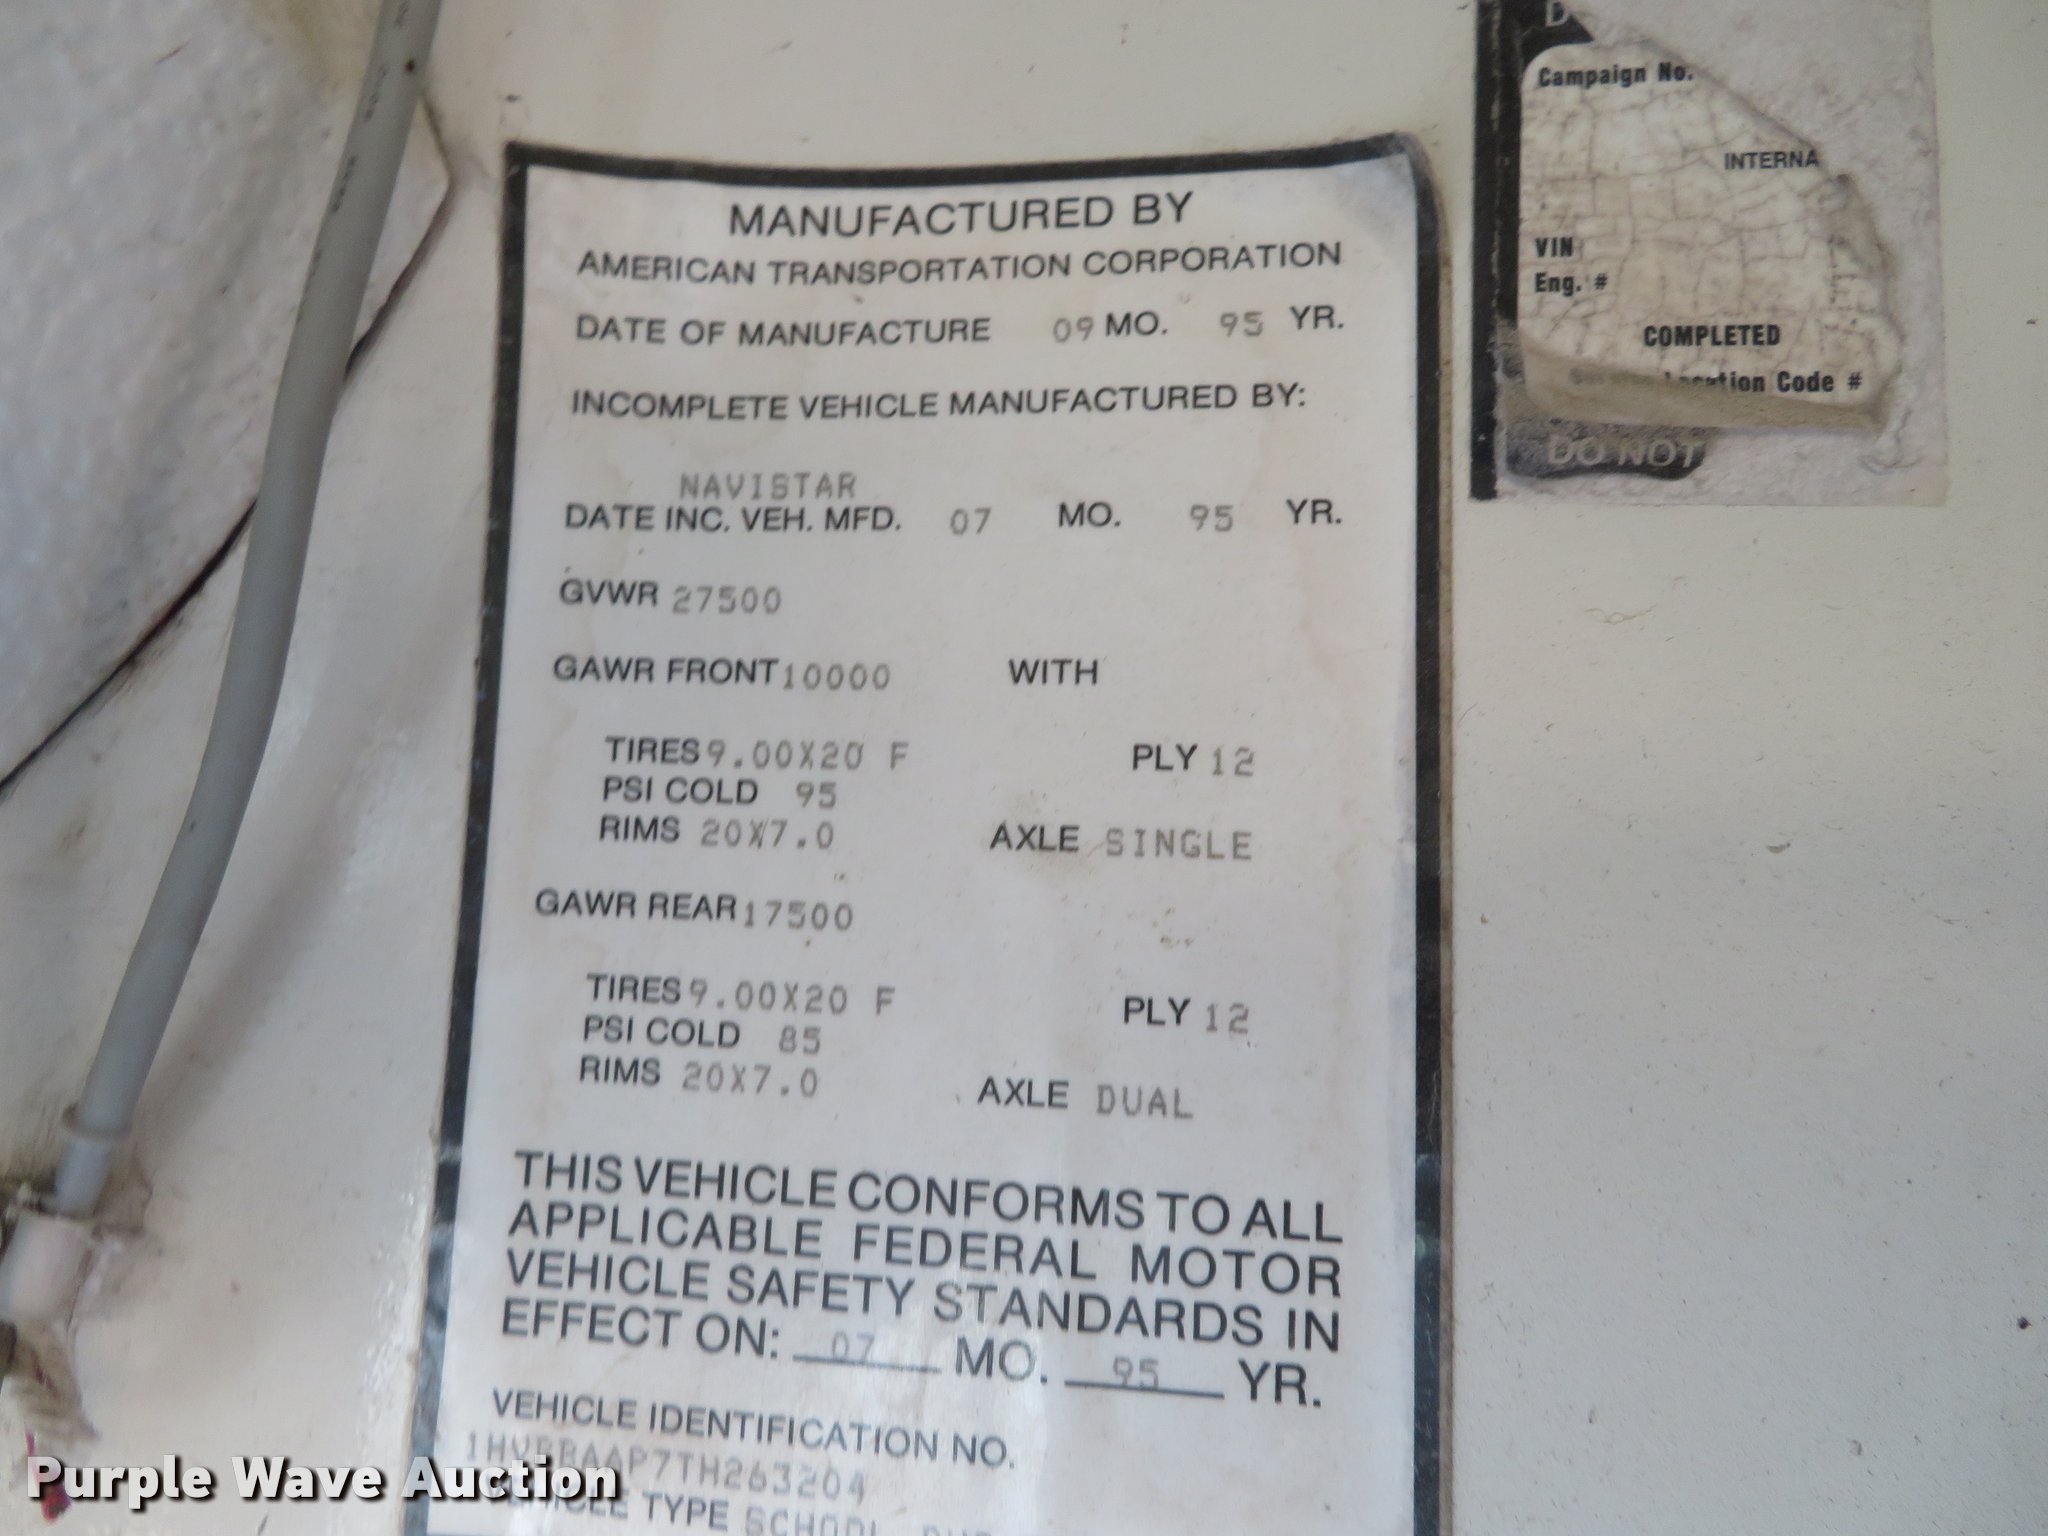 MANUFACTURED BY
AMERICAN TRANSPORTATION CORPORATION
DATE OF MANUFACTURE 09 MO. 95 YR.
INCOMPLETE VEHICLE MANUFACTURED BY:
NAVISTAR
DATE INC. VEH. MFD. 07 MO. 95 YR.
GVWR 27500
GAWR FRONT 10000 WITH
TIRES 9.00X20 F PLY 12
PSI COLD 95
RIMS 20X7.0 AXLE SINGLE
GAWR REAR 17500
TIRES 9.00X20 F PLY 12
PSI COLD 85
RIMS 20X7.0 AXLE DUAL
THIS VEHICLE CONFORMS TO ALL
APPLICABLE FEDERAL MOTOR
VEHICLE SAFETY STANDARDS IN
EFFECT ON: 07 MO. 95 YR.
VEHICLE IDENTIFICATION NO.
1HVBBAAP7TH263204
VEHICLE TYPE SCHOOL
Campaign No.
INTERNA
VIN
Eng. #
COMPLETED
Location Code #
DO NOT
Purple Wave Auction